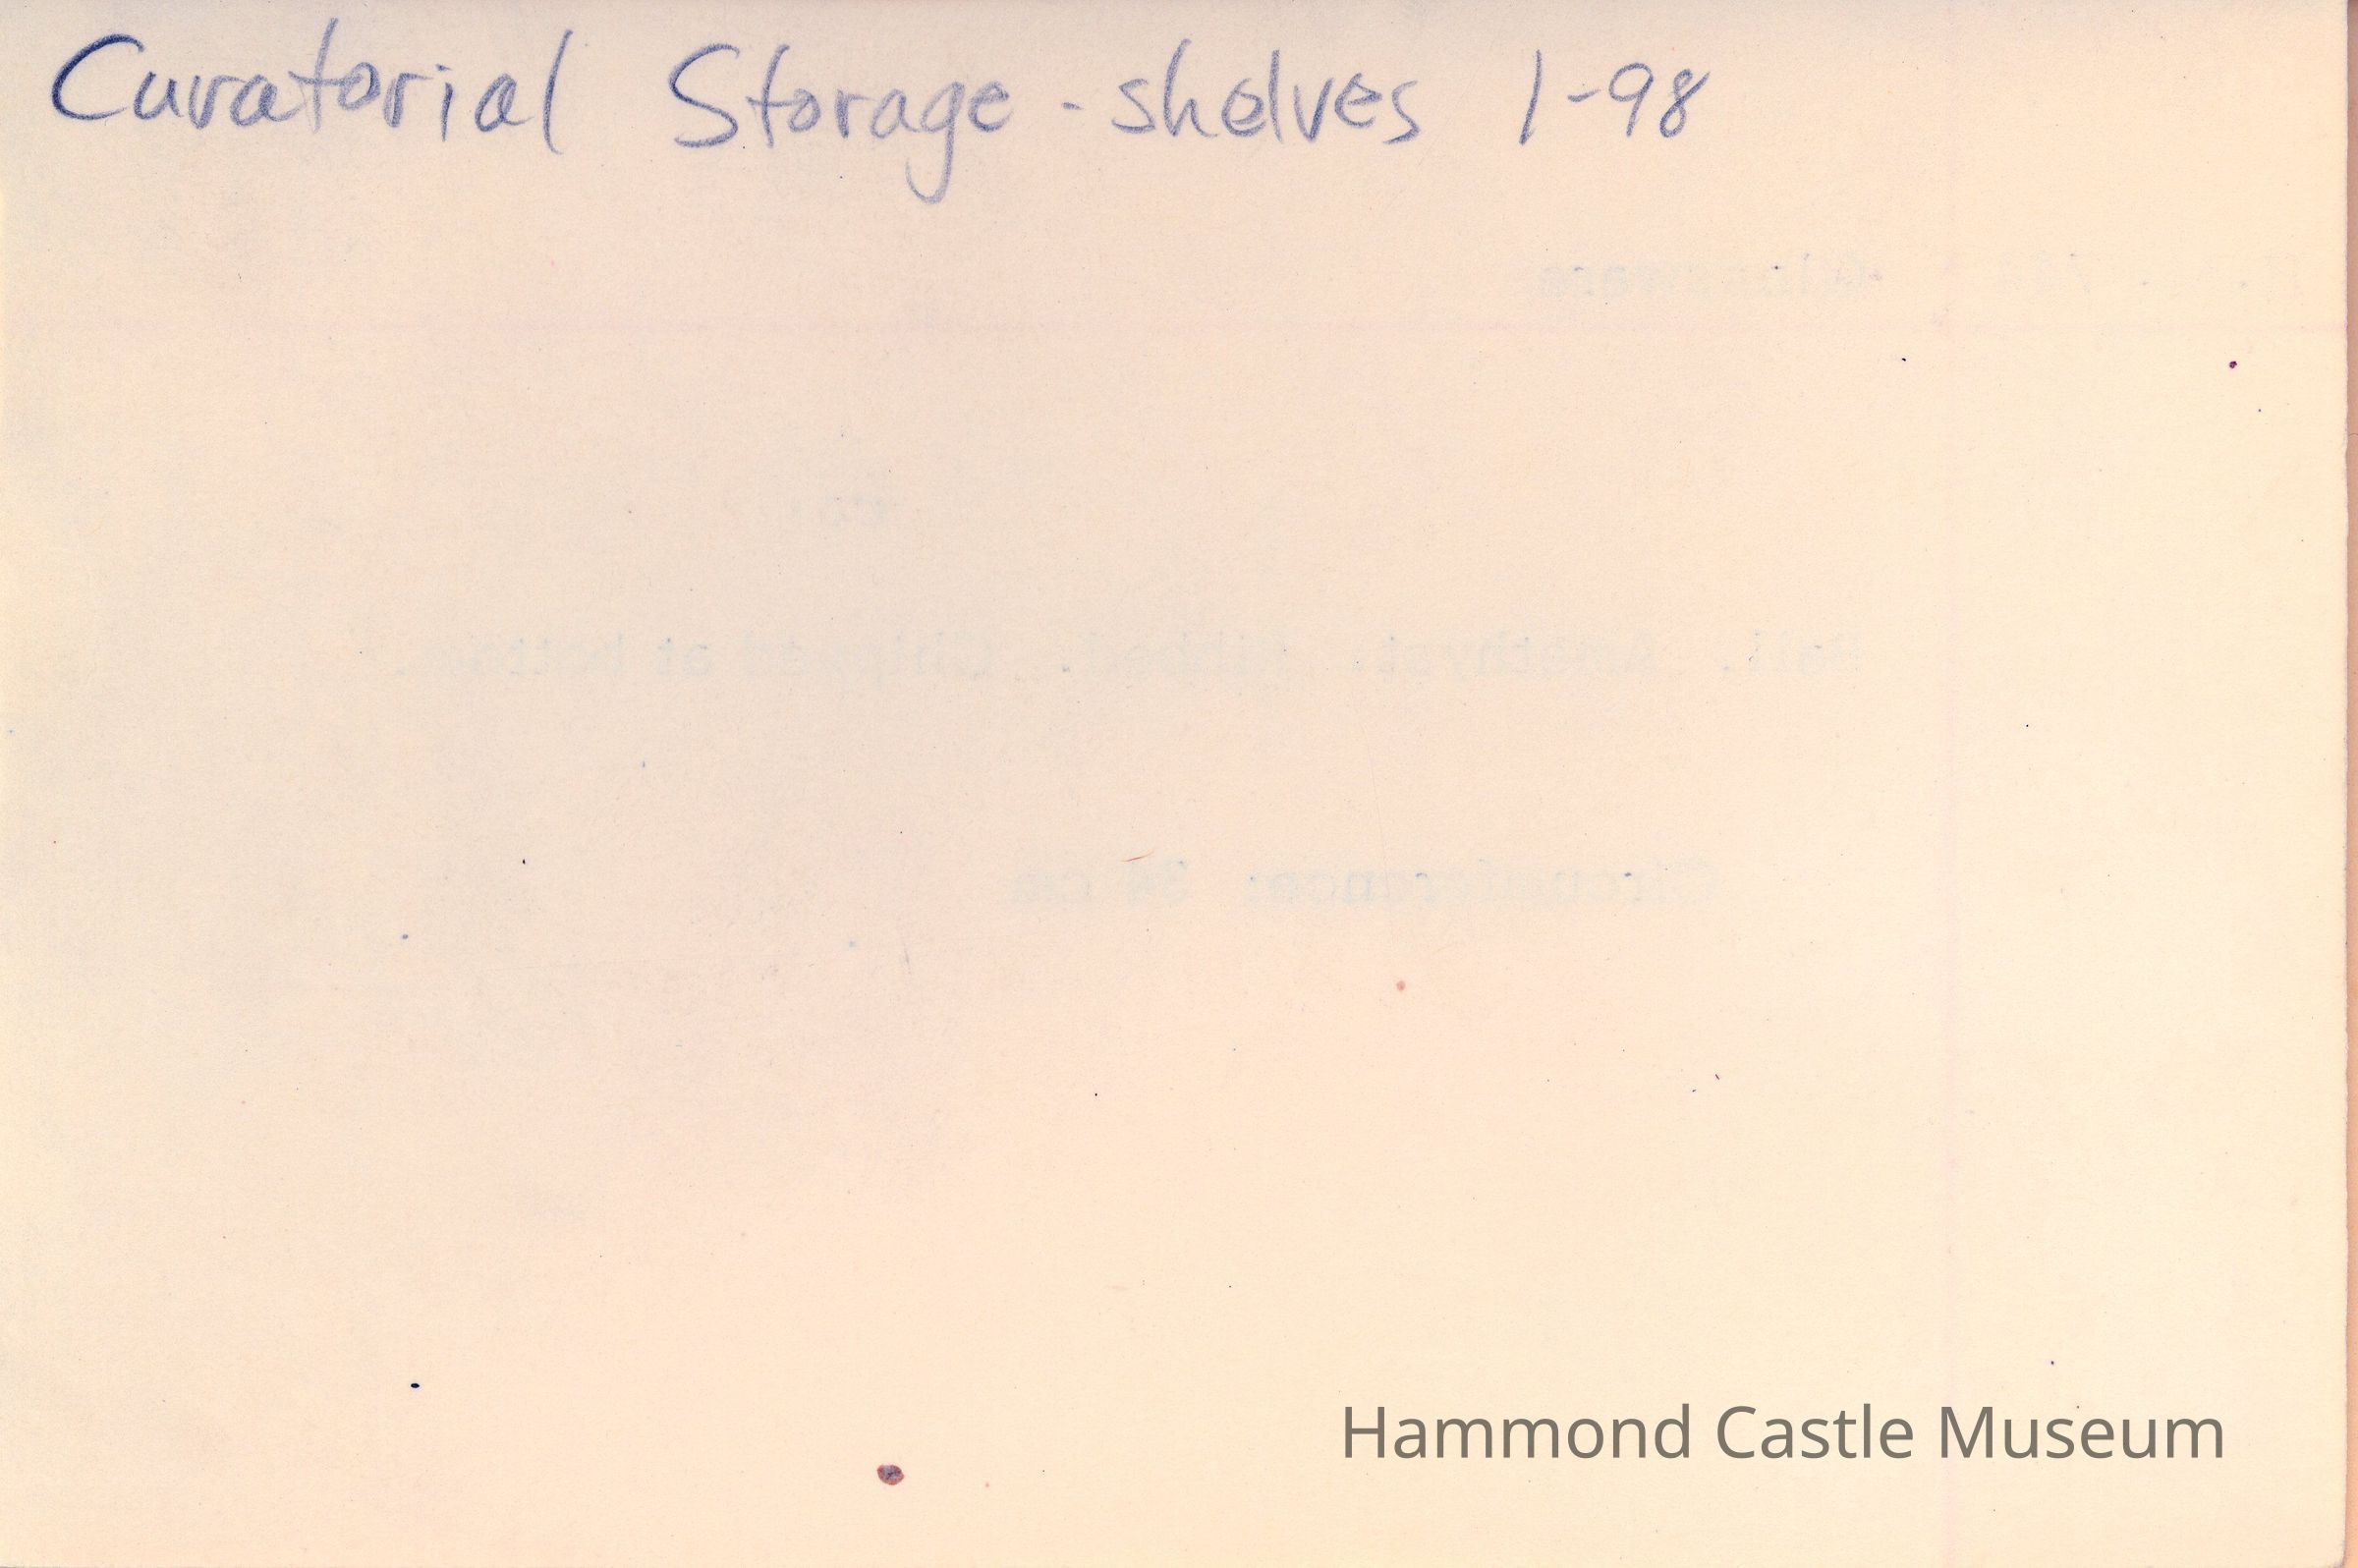 Curatorial Storage - shelves 1-98
Hammond Castle Museum